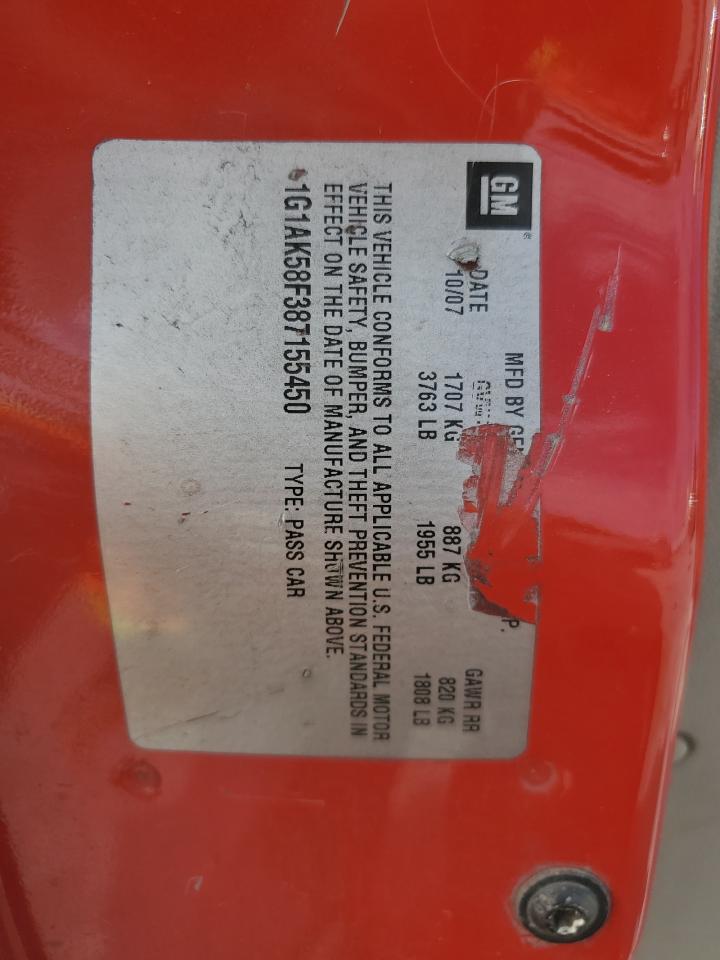 GM®
MFD BY GEN P.
DATE GVW GAWR RR
10/07 1707 KG 887 KG 820 KG
3763 LB 1955 LB 1808 LB
THIS VEHICLE CONFORMS TO ALL APPLICABLE U.S. FEDERAL MOTOR
VEHICLE SAFETY, BUMPER, AND THEFT PREVENTION STANDARDS IN
EFFECT ON THE DATE OF MANUFACTURE SHOWN ABOVE.
1G1AK58F387155450 TYPE: PASS CAR